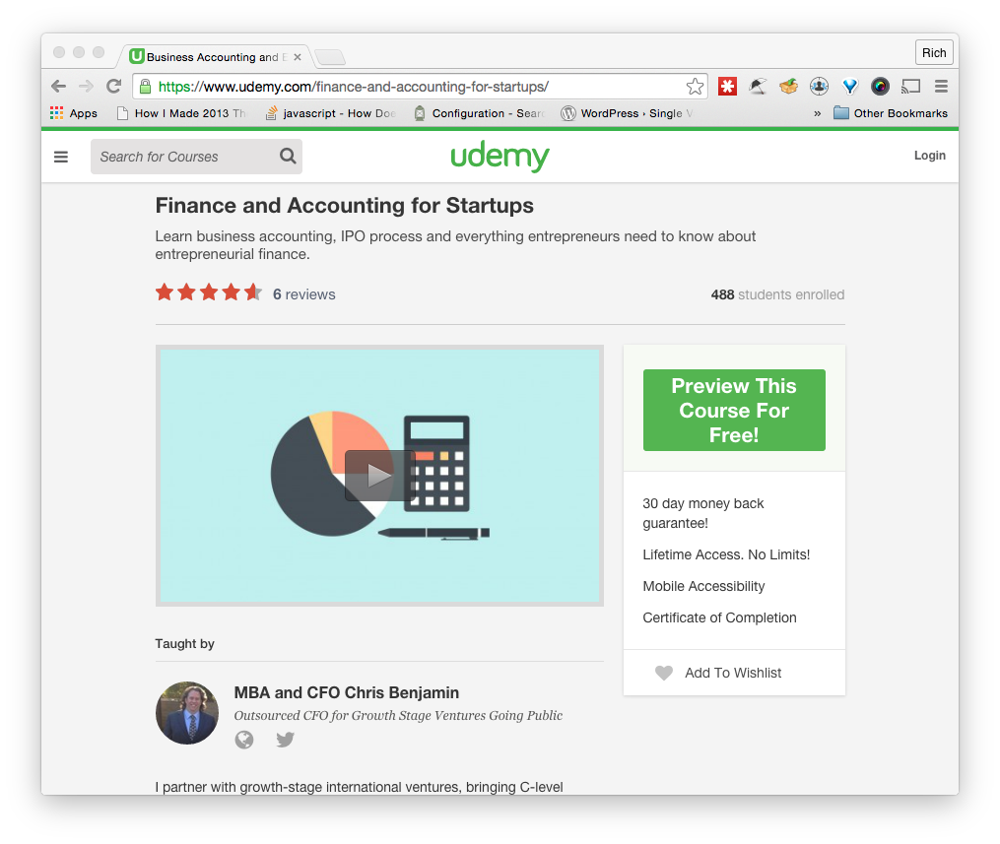 Business Accounting and E
Rich
https://www.udemy.com/finance-and-accounting-for-startups/
Apps
How I Made 2013 Th
javascript - How Doe
Configuration - Sear
WordPress › Single V
»
Other Bookmarks
Search for Courses
udemy
Login
Finance and Accounting for Startups
Learn business accounting, IPO process and everything entrepreneurs need to know about
entrepreneurial finance.
6 reviews
488 students enrolled
Preview This
Course For
Free!
30 day money back
guarantee!
Lifetime Access. No Limits!
Mobile Accessibility
Certificate of Completion
Add To Wishlist
Taught by
MBA and CFO Chris Benjamin
Outsourced CFO for Growth Stage Ventures Going Public
I partner with growth-stage international ventures, bringing C-level